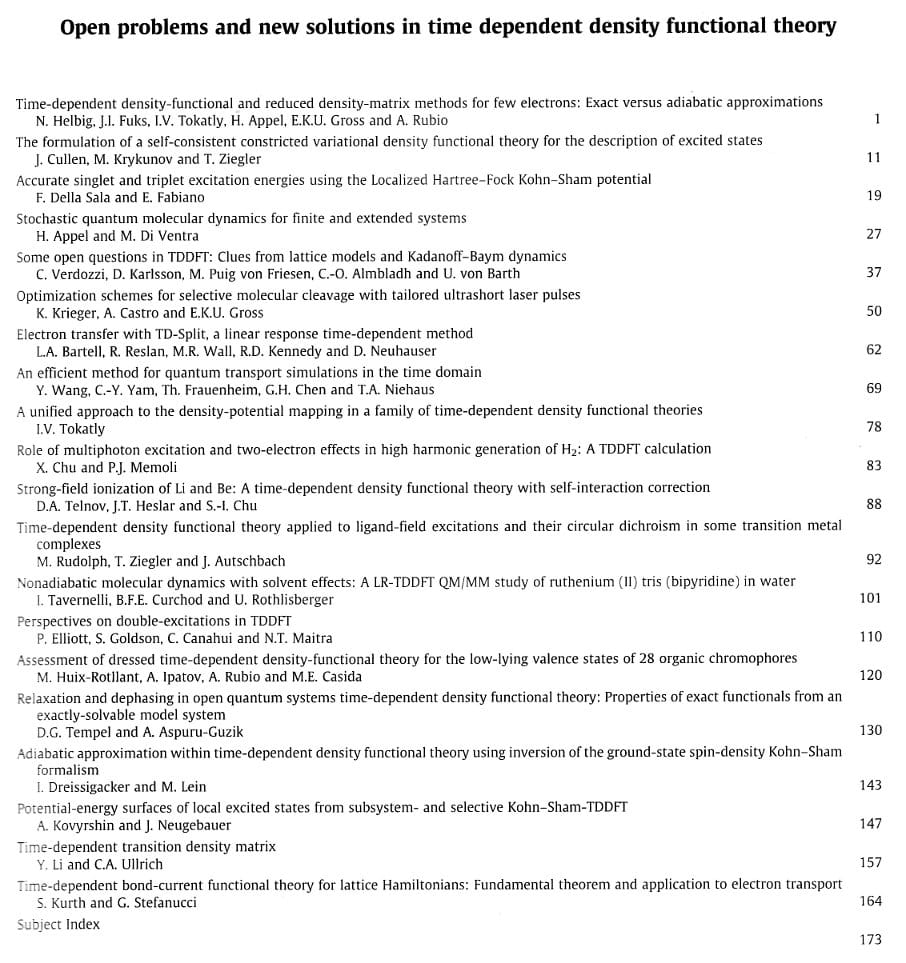 Open problems and new solutions in time dependent density functional theory
Time-dependent density-functional and reduced density-matrix methods for few electrons: Exact versus adiabatic approximations
N. Helbig, J.I. Fuks, I.V. Tokatly, H. Appel, E.K.U. Gross and A. Rubio 1
The formulation of a self-consistent constricted variational density functional theory for the description of excited states
J. Cullen, M. Krykunov and T. Ziegler 11
Accurate singlet and triplet excitation energies using the Localized Hartree–Fock Kohn–Sham potential
F. Della Sala and E. Fabiano 19
Stochastic quantum molecular dynamics for finite and extended systems
H. Appel and M. Di Ventra 27
Some open questions in TDDFT: Clues from lattice models and Kadanoff–Baym dynamics
C. Verdozzi, D. Karlsson, M. Puig von Friesen, C.-O. Almbladh and U. von Barth 37
Optimization schemes for selective molecular cleavage with tailored ultrashort laser pulses
K. Krieger, A. Castro and E.K.U. Gross 50
Electron transfer with TD-Split, a linear response time-dependent method
L.A. Bartell, R. Reslan, M.R. Wall, R.D. Kennedy and D. Neuhauser 62
An efficient method for quantum transport simulations in the time domain
Y. Wang, C.-Y. Yam, Th. Frauenheim, G.H. Chen and T.A. Niehaus 69
A unified approach to the density-potential mapping in a family of time-dependent density functional theories
I.V. Tokatly 78
Role of multiphoton excitation and two-electron effects in high harmonic generation of H₂: A TDDFT calculation
X. Chu and P.J. Memoli 83
Strong-field ionization of Li and Be: A time-dependent density functional theory with self-interaction correction
D.A. Telnov, J.T. Heslar and S.-I. Chu 88
Time-dependent density functional theory applied to ligand-field excitations and their circular dichroism in some transition metal
complexes
M. Rudolph, T. Ziegler and J. Autschbach 92
Nonadiabatic molecular dynamics with solvent effects: A LR-TDDFT QM/MM study of ruthenium (II) tris (bipyridine) in water
I. Tavernelli, B.F.E. Curchod and U. Rothlisberger 101
Perspectives on double-excitations in TDDFT
P. Elliott, S. Goldson, C. Canahui and N.T. Maitra 110
Assessment of dressed time-dependent density-functional theory for the low-lying valence states of 28 organic chromophores
M. Huix-Rotllant, A. Ipatov, A. Rubio and M.E. Casida 120
Relaxation and dephasing in open quantum systems time-dependent density functional theory: Properties of exact functionals from an
exactly-solvable model system
D.G. Tempel and A. Aspuru-Guzik 130
Adiabatic approximation within time-dependent density functional theory using inversion of the ground-state spin-density Kohn–Sham
formalism
I. Dreissigacker and M. Lein 143
Potential-energy surfaces of local excited states from subsystem- and selective Kohn–Sham-TDDFT
A. Kovyrshin and J. Neugebauer 147
Time-dependent transition density matrix
Y. Li and C.A. Ullrich 157
Time-dependent bond-current functional theory for lattice Hamiltonians: Fundamental theorem and application to electron transport
S. Kurth and G. Stefanucci 164
Subject Index
173